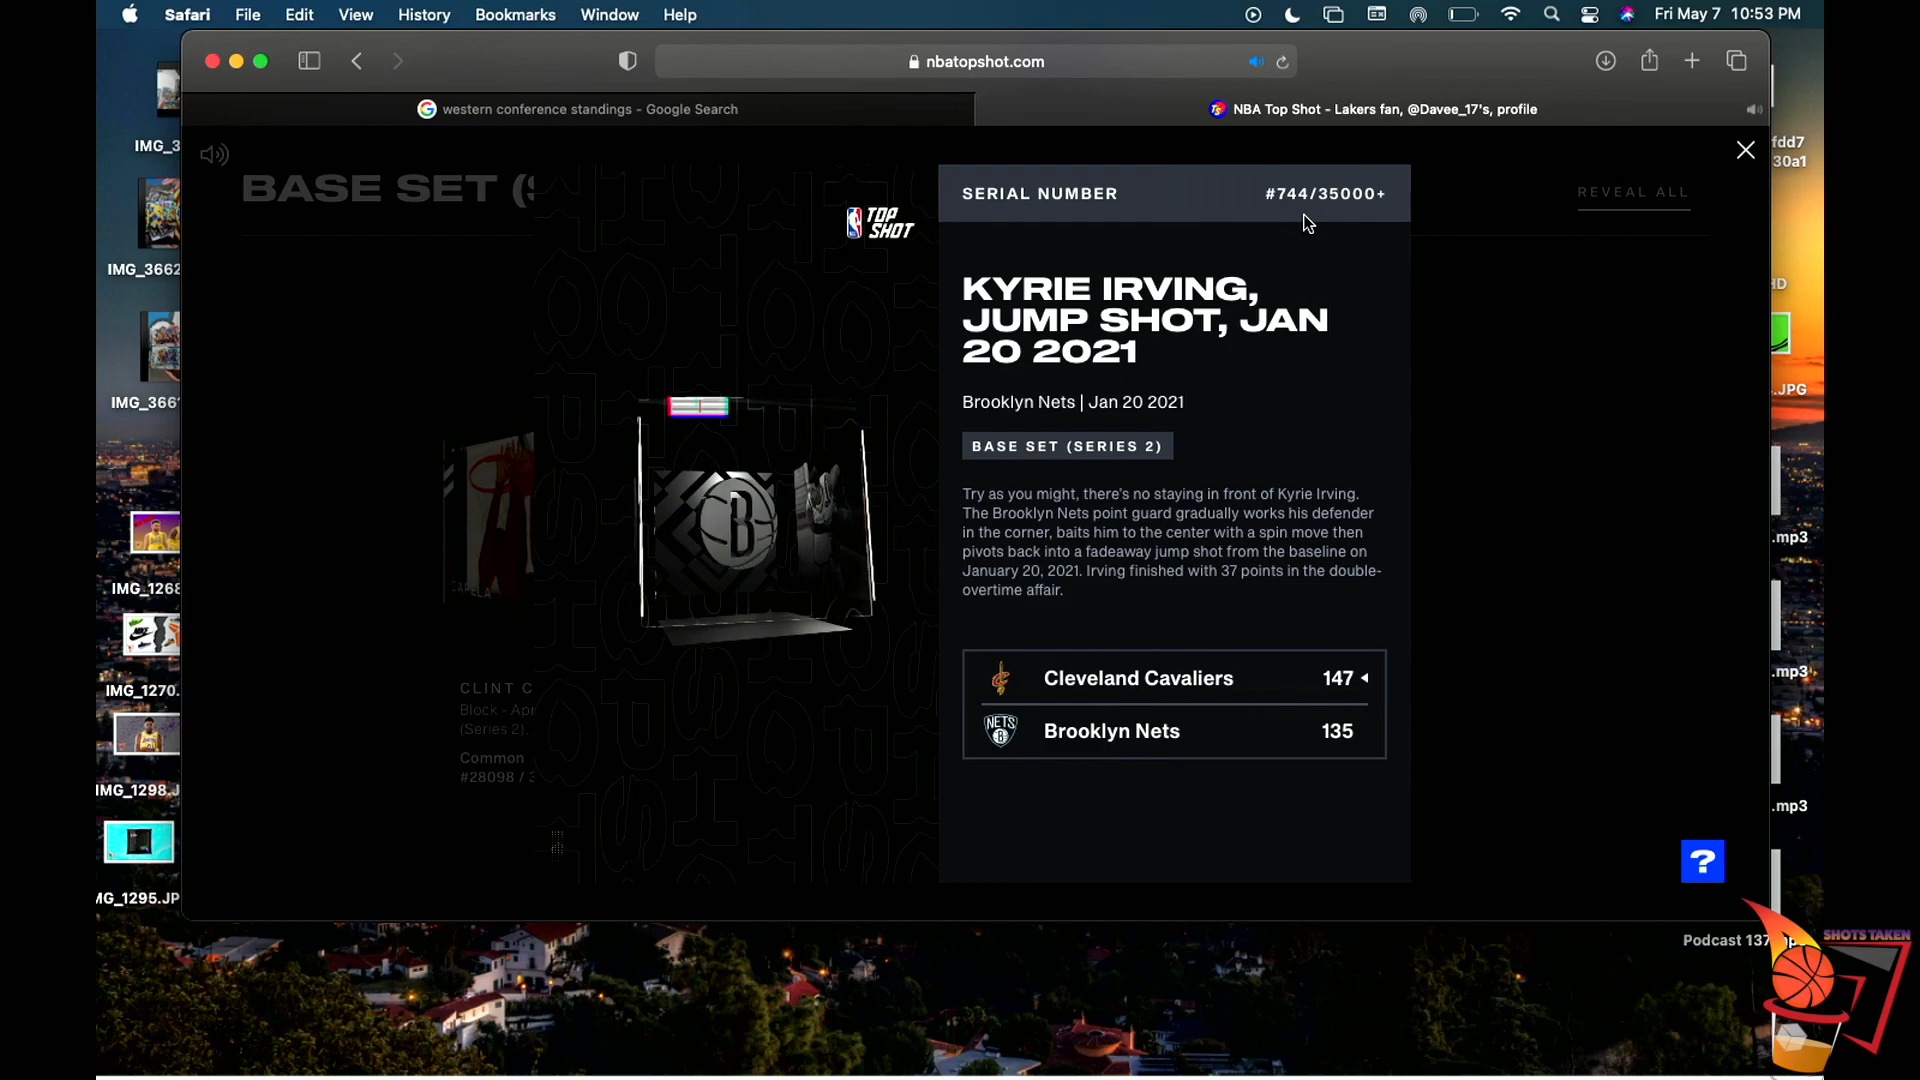 Safari File Edit View History Bookmarks Window Help
Fri May 7 10:53 PM
nbatopshot.com
western conference standings - Google Search
NBA Top Shot - Lakers fan, @Davee_17's, profile
BASE SET (S
REVEAL ALL
TOP
SHOT
SERIAL NUMBER #744/35000+
KYRIE IRVING,
JUMP SHOT, JAN
20 2021
Brooklyn Nets | Jan 20 2021
BASE SET (SERIES 2)
Try as you might, there's no staying in front of Kyrie Irving.
The Brooklyn Nets point guard gradually works his defender
in the corner, baits him to the center with a spin move then
pivots back into a fadeaway jump shot from the baseline on
January 20, 2021. Irving finished with 37 points in the double-
overtime affair.
Cleveland Cavaliers 147
NETS
B
Brooklyn Nets 135
B
CLINT C
Block - Apr
(Series 2),
Common
#28098 / 3
?
IMG_3
IMG_3662
IMG_366
IMG_1268
IMG_1270.
IMG_1298.J
MG_1295.JP
fdd7
30a1
HD
.JPG
.mp3
.mp3
.mp3
Podcast 137
SHOTS TAKEN